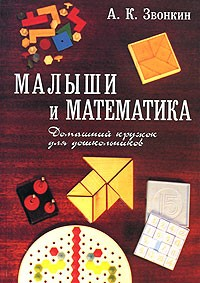 А. К. Звонкин
МАЛЫШИ
И МАТЕМАТИКА
Домашний кружок
для дошкольников